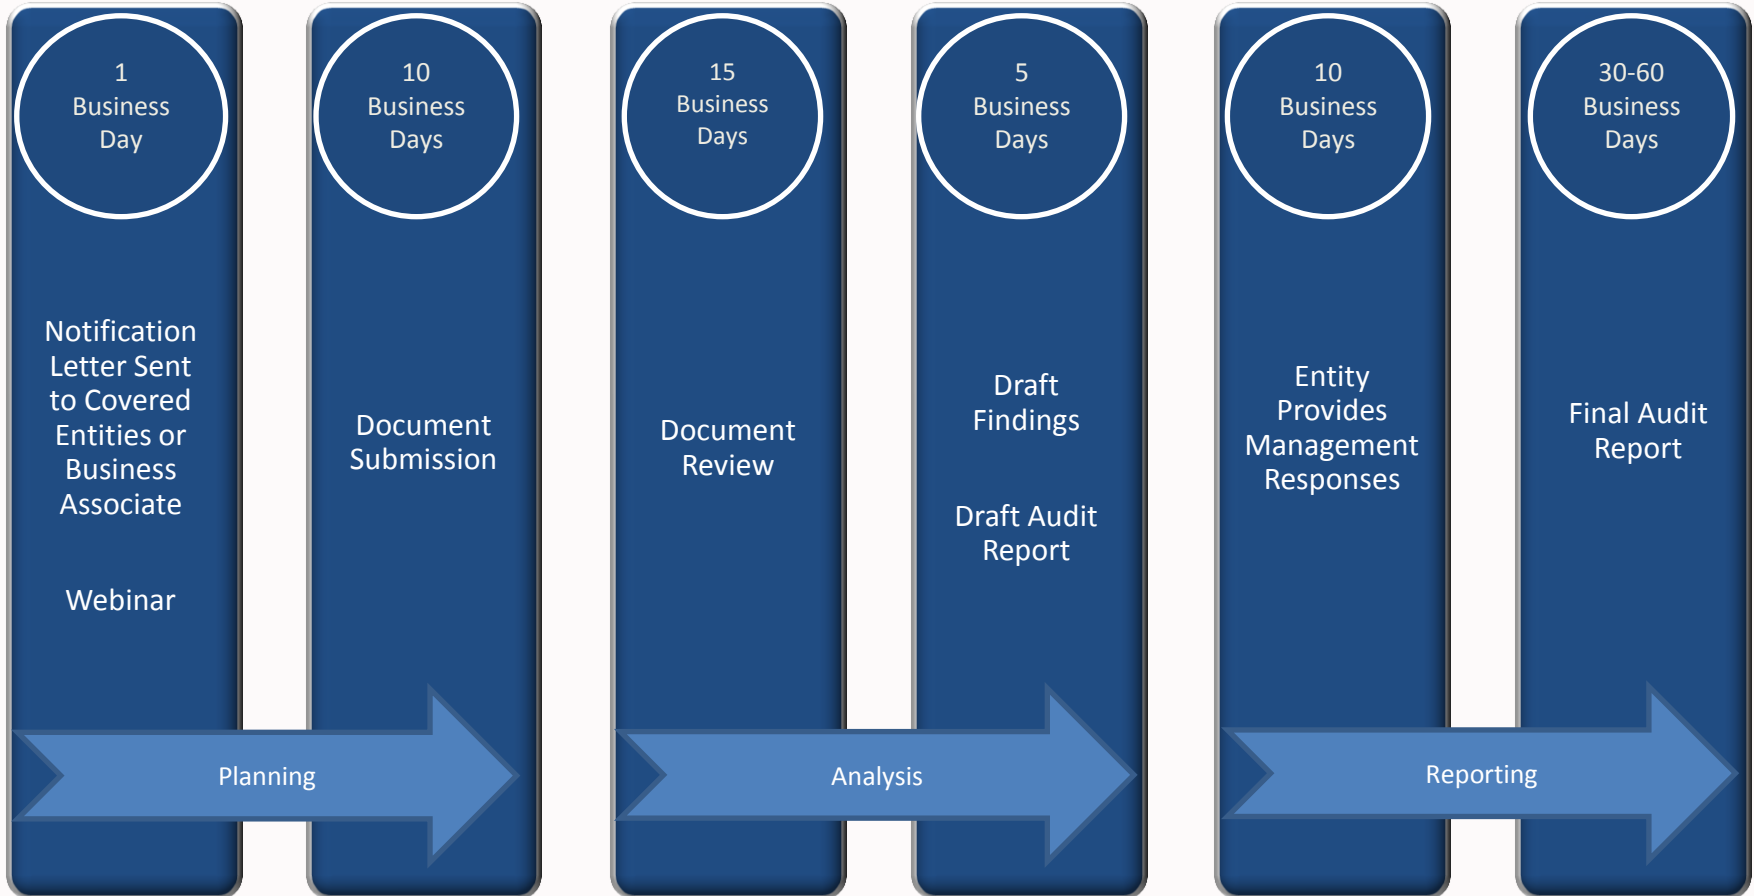 1
Business
Day
Notification
Letter Sent
to Covered
Entities or
Business
Associate
Webinar
10
Business
Days
Document
Submission
Planning
15
Business
Days
Document
Review
5
Business
Days
Draft
Findings
Draft Audit
Report
Analysis
10
Business
Days
Entity
Provides
Management
Responses
30-60
Business
Days
Final Audit
Report
Reporting